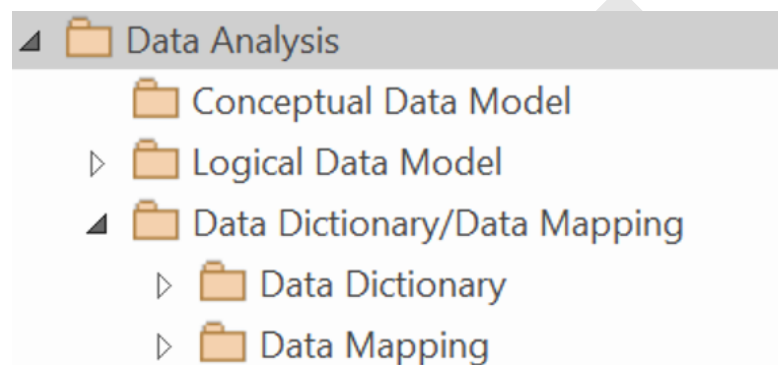 Data Analysis
Conceptual Data Model
Logical Data Model
Data Dictionary/Data Mapping
Data Dictionary
Data Mapping